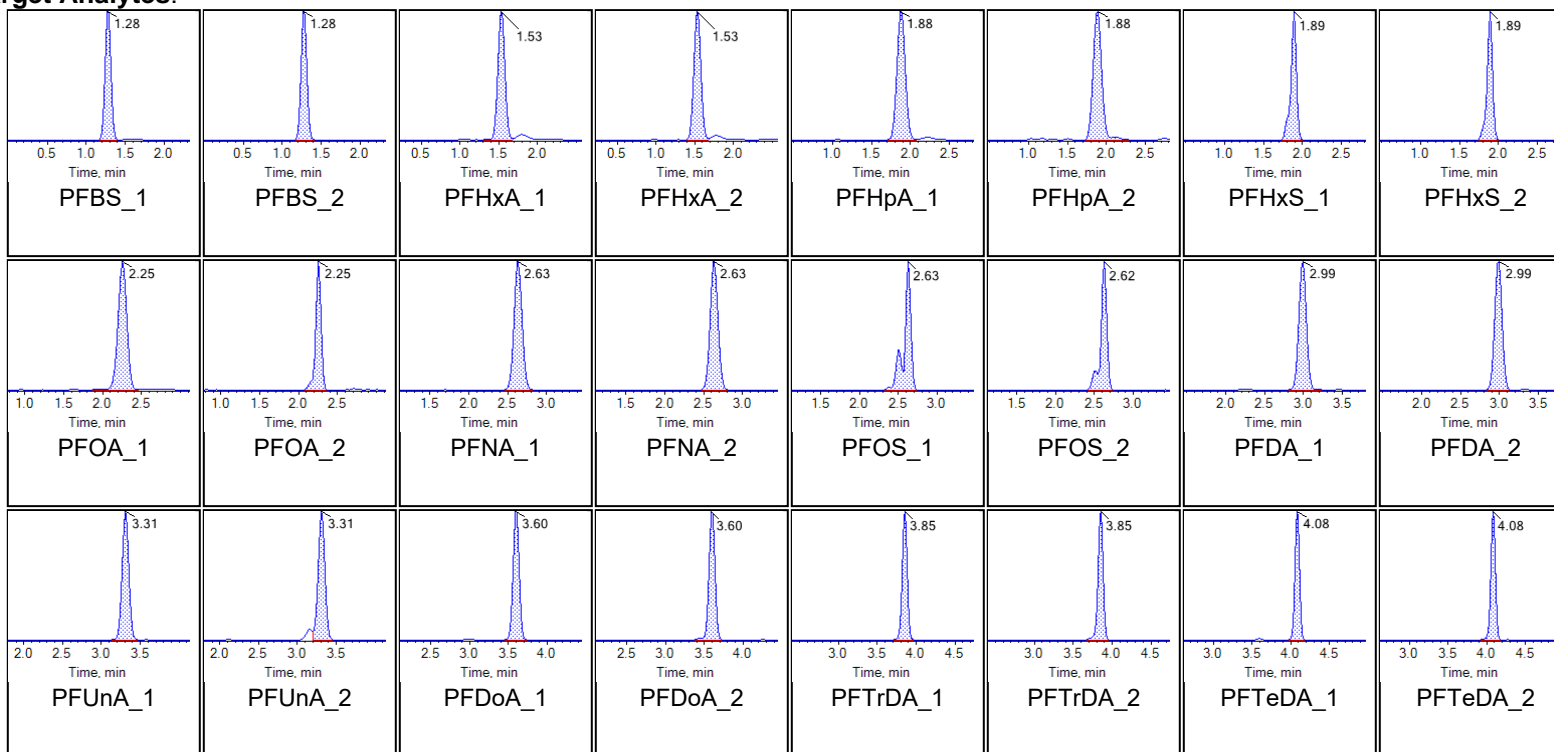 rget Analytes:
1.28 1.28 1.53 1.53 1.88 1.88 1.89 1.89
0.5 1.0 1.5 2.0 0.5 1.0 1.5 2.0 0.5 1.0 1.5 2.0 0.5 1.0 1.5 2.0 1.0 1.5 2.0 2.5 1.0 1.5 2.0 2.5 1.0 1.5 2.0 2.5 1.0 1.5 2.0 2.5
Time, min Time, min Time, min Time, min Time, min Time, min Time, min Time, min
PFBS_1 PFBS_2 PFHxA_1 PFHxA_2 PFHpA_1 PFHpA_2 PFHxS_1 PFHxS_2
2.25 2.25 2.63 2.63 2.63 2.62 2.99 2.99
1.0 1.5 2.0 2.5 1.0 1.5 2.0 2.5 1.5 2.0 2.5 3.0 1.5 2.0 2.5 3.0 1.5 2.0 2.5 3.0 1.5 2.0 2.5 3.0 2.0 2.5 3.0 3.5 2.0 2.5 3.0 3.5
Time, min Time, min Time, min Time, min Time, min Time, min Time, min Time, min
PFOA_1 PFOA_2 PFNA_1 PFNA_2 PFOS_1 PFOS_2 PFDA_1 PFDA_2
3.31 3.31 3.60 3.60 3.85 3.85 4.08 4.08
2.0 2.5 3.0 3.5 2.0 2.5 3.0 3.5 2.5 3.0 3.5 4.0 2.5 3.0 3.5 4.0 3.0 3.5 4.0 4.5 3.0 3.5 4.0 4.5 3.0 3.5 4.0 4.5 3.0 3.5 4.0 4.5
Time, min Time, min Time, min Time, min Time, min Time, min Time, min Time, min
PFUnA_1 PFUnA_2 PFDoA_1 PFDoA_2 PFTrDA_1 PFTrDA_2 PFTeDA_1 PFTeDA_2